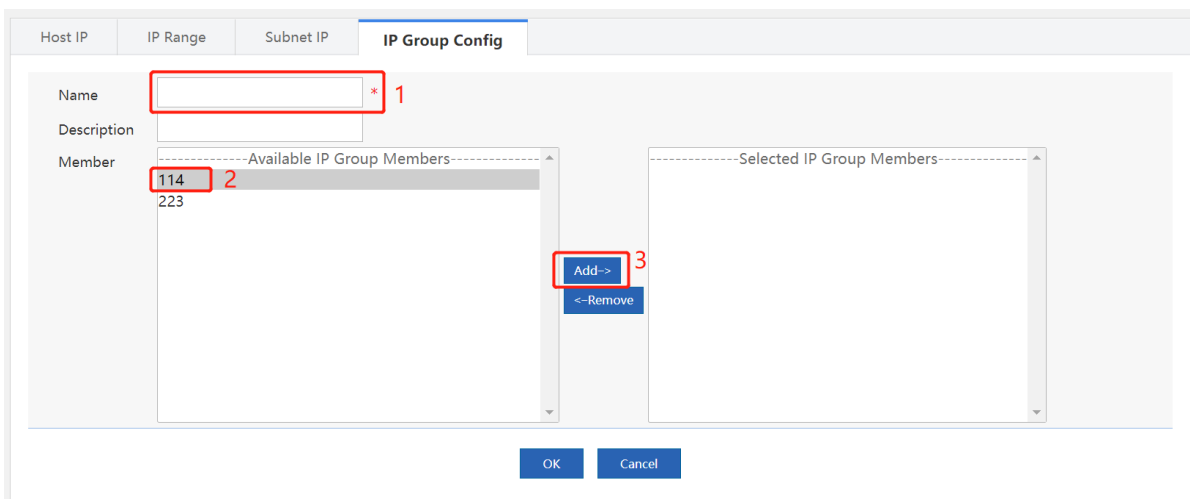 Host IP IP Range Subnet IP IP Group Config
Name * 1
Description
Member ------------Available IP Group Members------------ ------------Selected IP Group Members------------
114 2
223
Add-> 3
<-Remove
OK Cancel